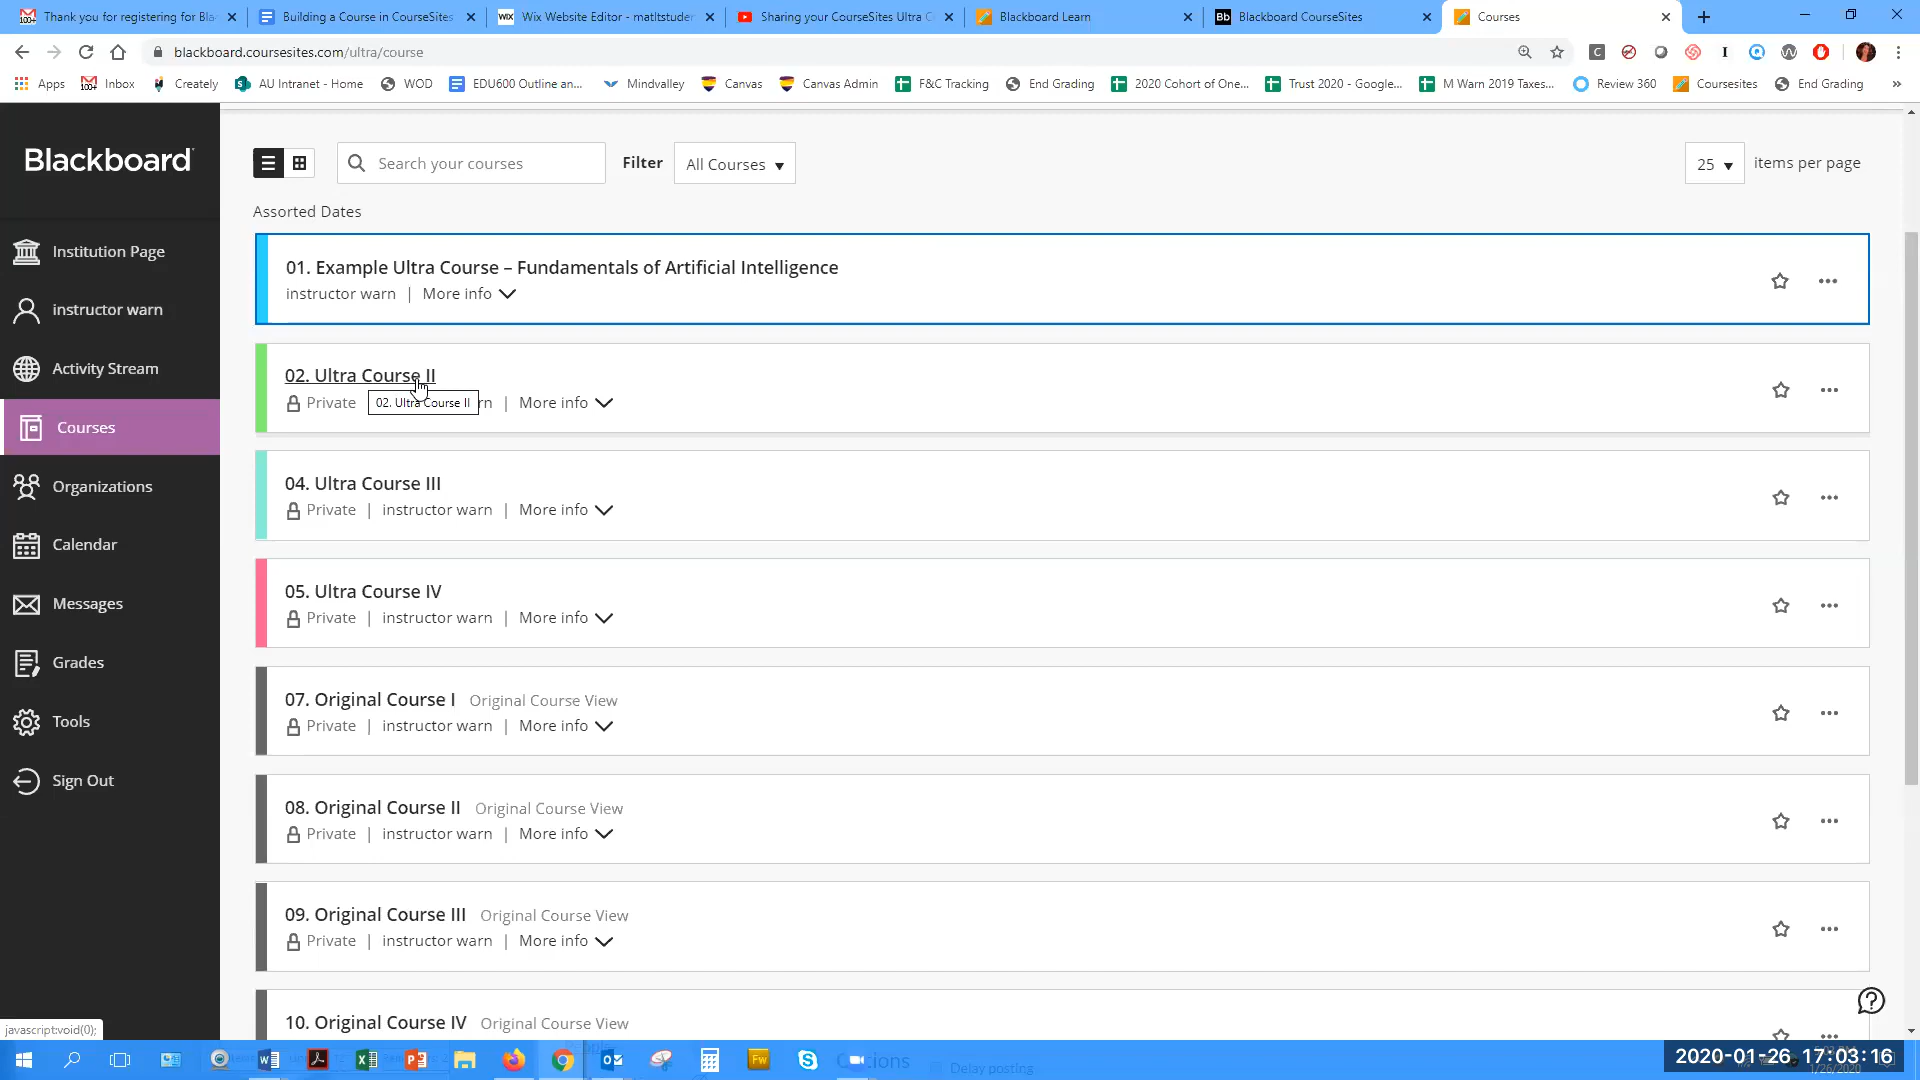 Thank you for registering for Bla
Building a Course in CourseSites
Wix Website Editor - matltstuder
Sharing your CourseSites Ultra C
Blackboard Learn
Bb Blackboard CourseSites
Courses
blackboard.coursesites.com/ultra/course
Apps
Inbox
Creately
AU Intranet - Home
WOD
EDU600 Outline an...
Mindvalley
Canvas
Canvas Admin
F&C Tracking
End Grading
2020 Cohort of One...
Trust 2020 - Google...
M Warn 2019 Taxes...
Review 360
Coursesites
End Grading
»
Blackboard
Institution Page
instructor warn
Activity Stream
Courses
Organizations
Calendar
Messages
Grades
Tools
Sign Out
Search your courses
Filter
All Courses
25
items per page
Assorted Dates
01. Example Ultra Course – Fundamentals of Artificial Intelligence
instructor warn | More info
02. Ultra Course II
Private rn | More info
02. Ultra Course II
04. Ultra Course III
Private | instructor warn | More info
05. Ultra Course IV
Private | instructor warn | More info
07. Original Course I Original Course View
Private | instructor warn | More info
08. Original Course II Original Course View
Private | instructor warn | More info
09. Original Course III Original Course View
Private | instructor warn | More info
10. Original Course IV Original Course View
javascript:void(0);
Delay posting
2020-01-26 17:03:16
1/26/2020